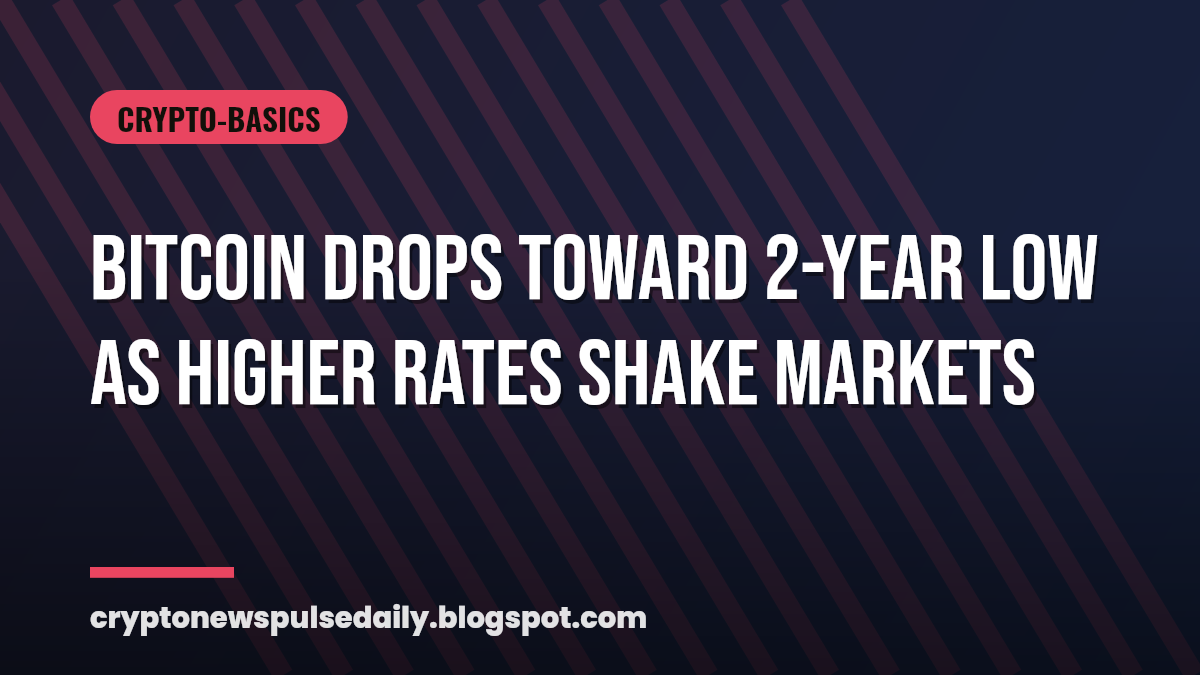 CRYPTO-BASICS
BITCOIN DROPS TOWARD 2-YEAR LOW
AS HIGHER RATES SHAKE MARKETS
cryptonewspulsedaily.blogspot.com